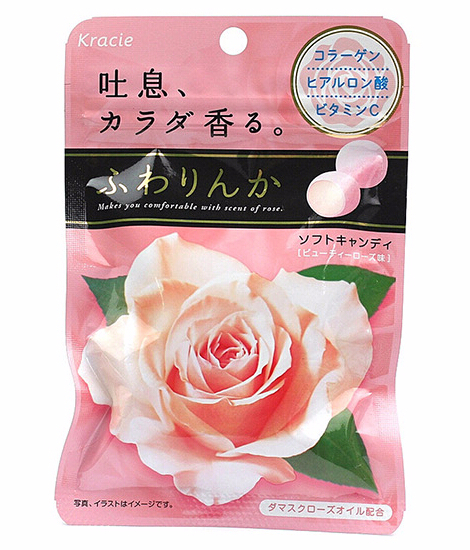 Kracie
コラーゲン
ヒアルロン酸
ビタミンC
吐息、
カラダ香る。
ふわりんか
Makes you comfortable with scent of rose.
ソフトキャンディ
[ビューティーローズ味]
写真、イラストはイメージです。
ダマスクローズオイル配合